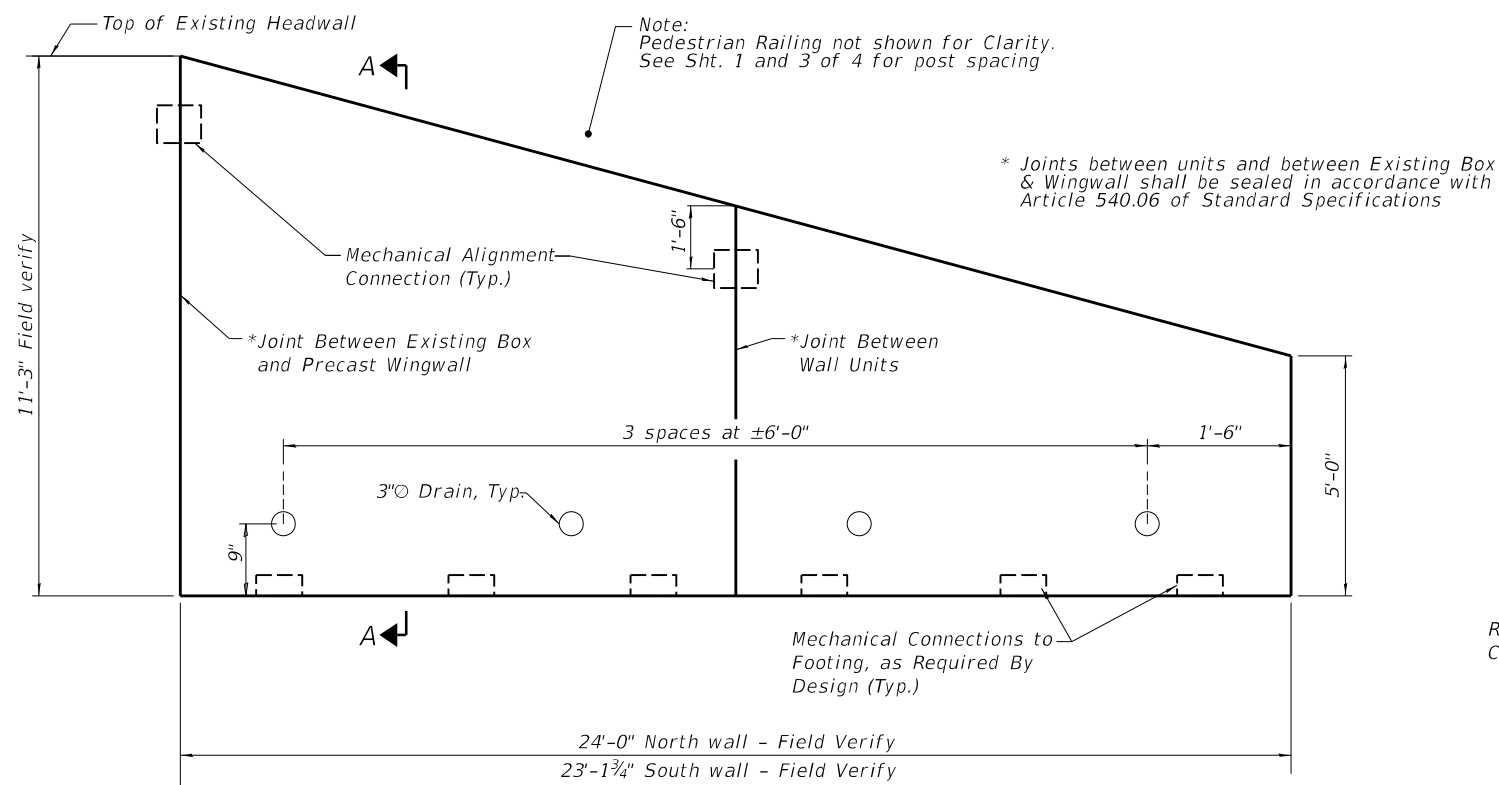 Top of Existing Headwall
Note:
Pedestrian Railing not shown for Clarity.
See Sht. 1 and 3 of 4 for post spacing
A
* Joints between units and between Existing Box
& Wingwall shall be sealed in accordance with
Article 540.06 of Standard Specifications
1'-6"
Mechanical Alignment
Connection (Typ.)
11'-3" Field verify
*Joint Between Existing Box
and Precast Wingwall
*Joint Between
Wall Units
3 spaces at ±6'-0"
1'-6"
5'-0"
3"∅ Drain, Typ.
9"
A
Mechanical Connections to
Footing, as Required By
Design (Typ.)
R
C
24'-0" North wall - Field Verify
23'-1¾" South wall - Field Verify